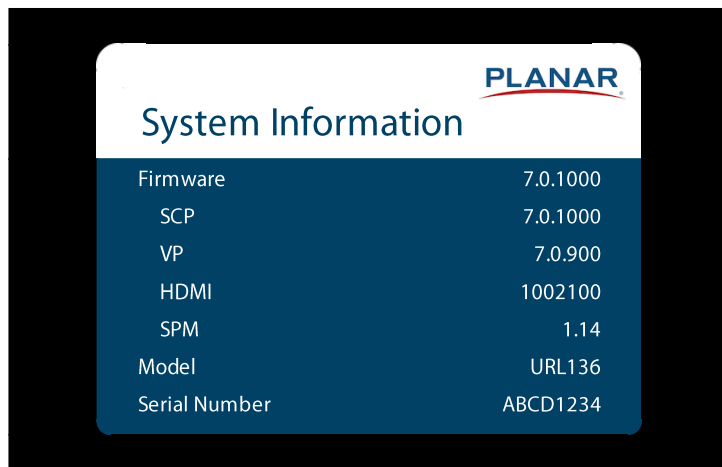 PLANAR®
System Information
Firmware 7.0.1000
SCP 7.0.1000
VP 7.0.900
HDMI 1002100
SPM 1.14
Model URL136
Serial Number ABCD1234